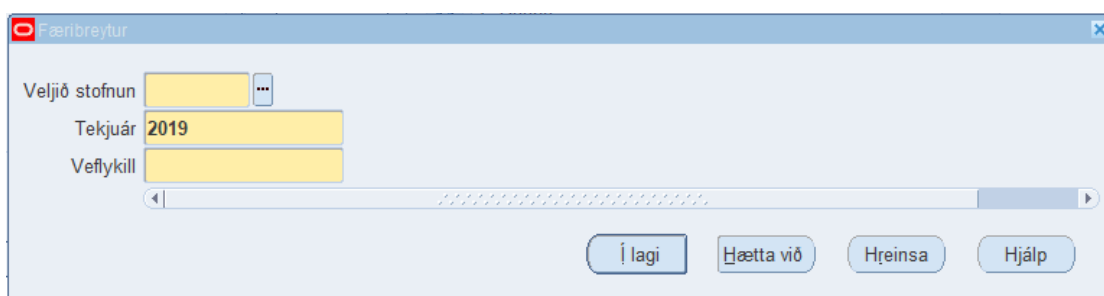 Færibreytur
Veljið stofnun
Tekjuár 2019
Veflykill
Í lagi Hætta við Hreinsa Hjálp